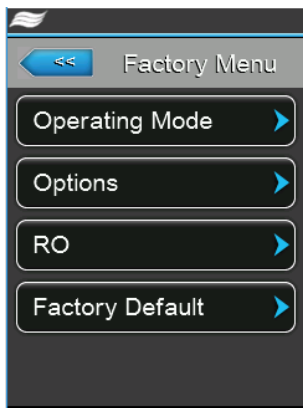 << Factory Menu
Operating Mode
Options
RO
Factory Default